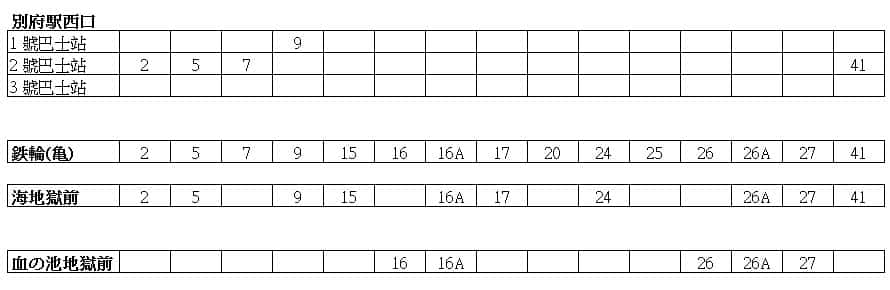 別府駅西口
1 號巴士站 9
2 號巴士站 2 5 7 41
3 號巴士站
鉄輪(亀) 2 5 7 9 15 16 16A 17 20 24 25 26 26A 27 41
海地獄前 2 5 9 15 16A 17 24 26A 27 41
血の池地獄前 16 16A 26 26A 27